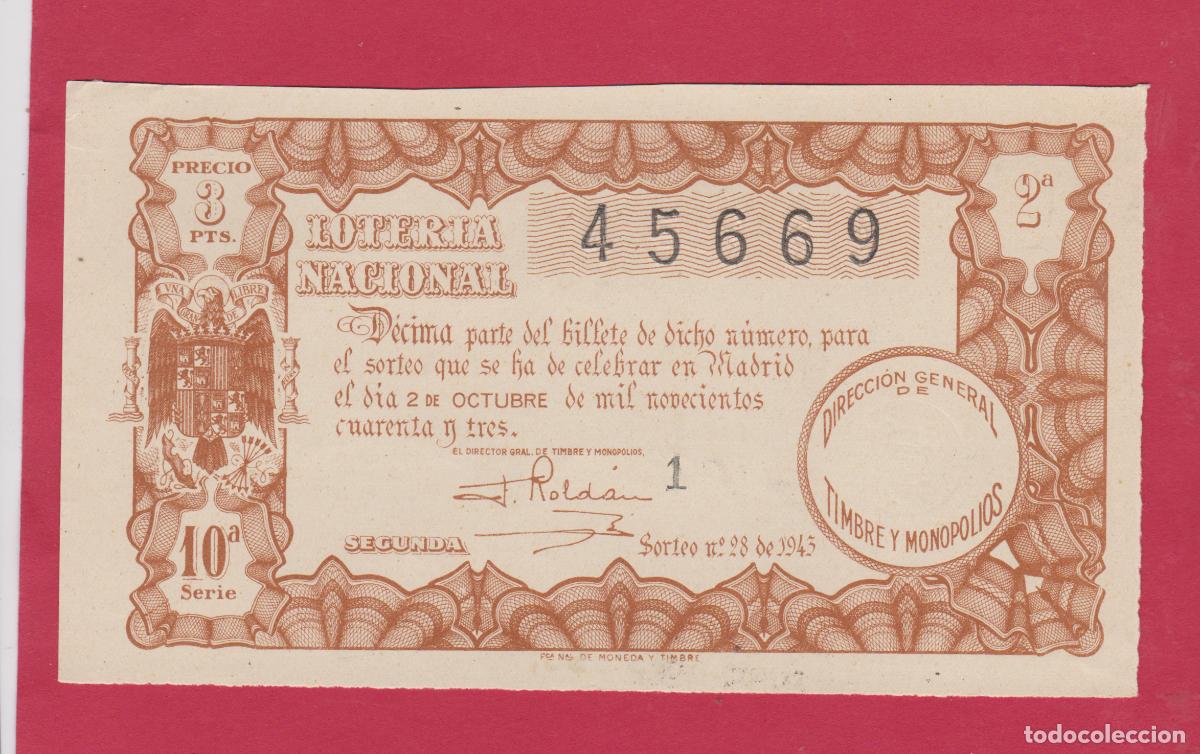 PRECIO
3
PTS.
2ª
LOTERIA
NACIONAL
45669
VNA
GRANDE
LIBRE
Décima parte del billete de dicho número, para
el sorteo que se ha de celebrar en Madrid
el día 2 DE OCTUBRE de mil novecientos
cuarenta y tres.
DIRECCIÓN GENERAL
DE
TIMBRE Y MONOPOLIOS
EL DIRECTOR GRAL. DE TIMBRE Y MONOPOLIOS,
F. Roldán
1
10ª
Serie
SEGUNDA
Sorteo nº 28 de 1943
FCA NAL DE MONEDA Y TIMBRE
todocoleccion